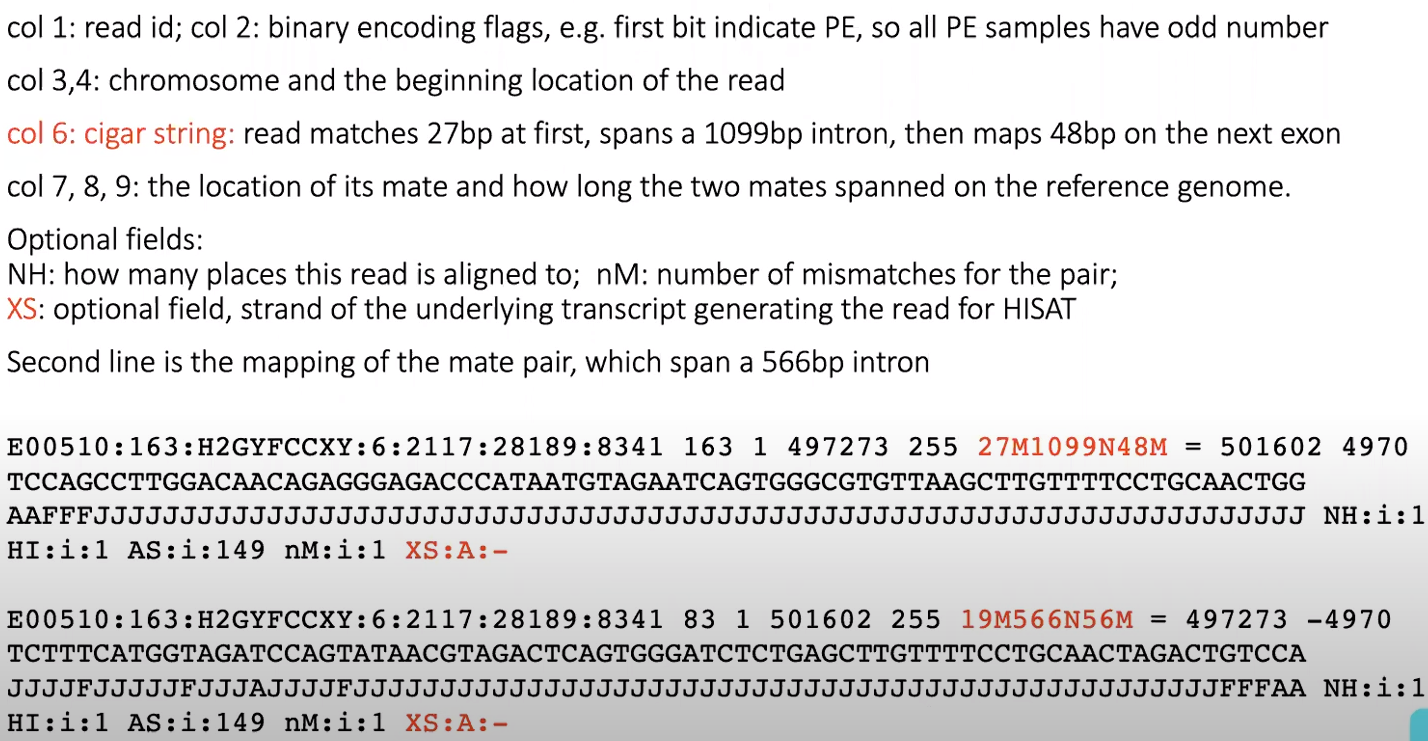 col 1: read id; col 2: binary encoding flags, e.g. first bit indicate PE, so all PE samples have odd number
col 3,4: chromosome and the beginning location of the read
col 6: cigar string: read matches 27bp at first, spans a 1099bp intron, then maps 48bp on the next exon
col 7, 8, 9: the location of its mate and how long the two mates spanned on the reference genome.
Optional fields:
NH: how many places this read is aligned to;  nM: number of mismatches for the pair;
XS: optional field, strand of the underlying transcript generating the read for HISAT
Second line is the mapping of the mate pair, which span a 566bp intron
E00510:163:H2GYFCCXY:6:2117:28189:8341 163 1 497273 255 27M1099N48M = 501602 4970
TCCAGCCTTGGACAACAGAGGGAGACCCATAATGTAGAATCAGTGGGCGTGTTAAGCTTGTTTTCCTGCAACTGG
AAFFFJJJJJJJJJJJJJJJJJJJJJJJJJJJJJJJJJJJJJJJJJJJJJJJJJJJJJJJJJJJJJJJJJJJJJJ NH:i:1
HI:i:1 AS:i:149 nM:i:1 XS:A:-
E00510:163:H2GYFCCXY:6:2117:28189:8341 83 1 501602 255 19M566N56M = 497273 -4970
TCTTTCATGGTAGATCCAGTATAACGTAGACTCAGTGGGATCTCTGAGCTTGTTTTCCTGCAACTAGACTGTCCA
JJJJFJJJJJFJJJAJJJJFJJJJJJJJJJJJJJJJJJJJJJJJJJJJJJJJJJJJJJJJJJJJJJJJJJFFFAA NH:i:1
HI:i:1 AS:i:149 nM:i:1 XS:A:-